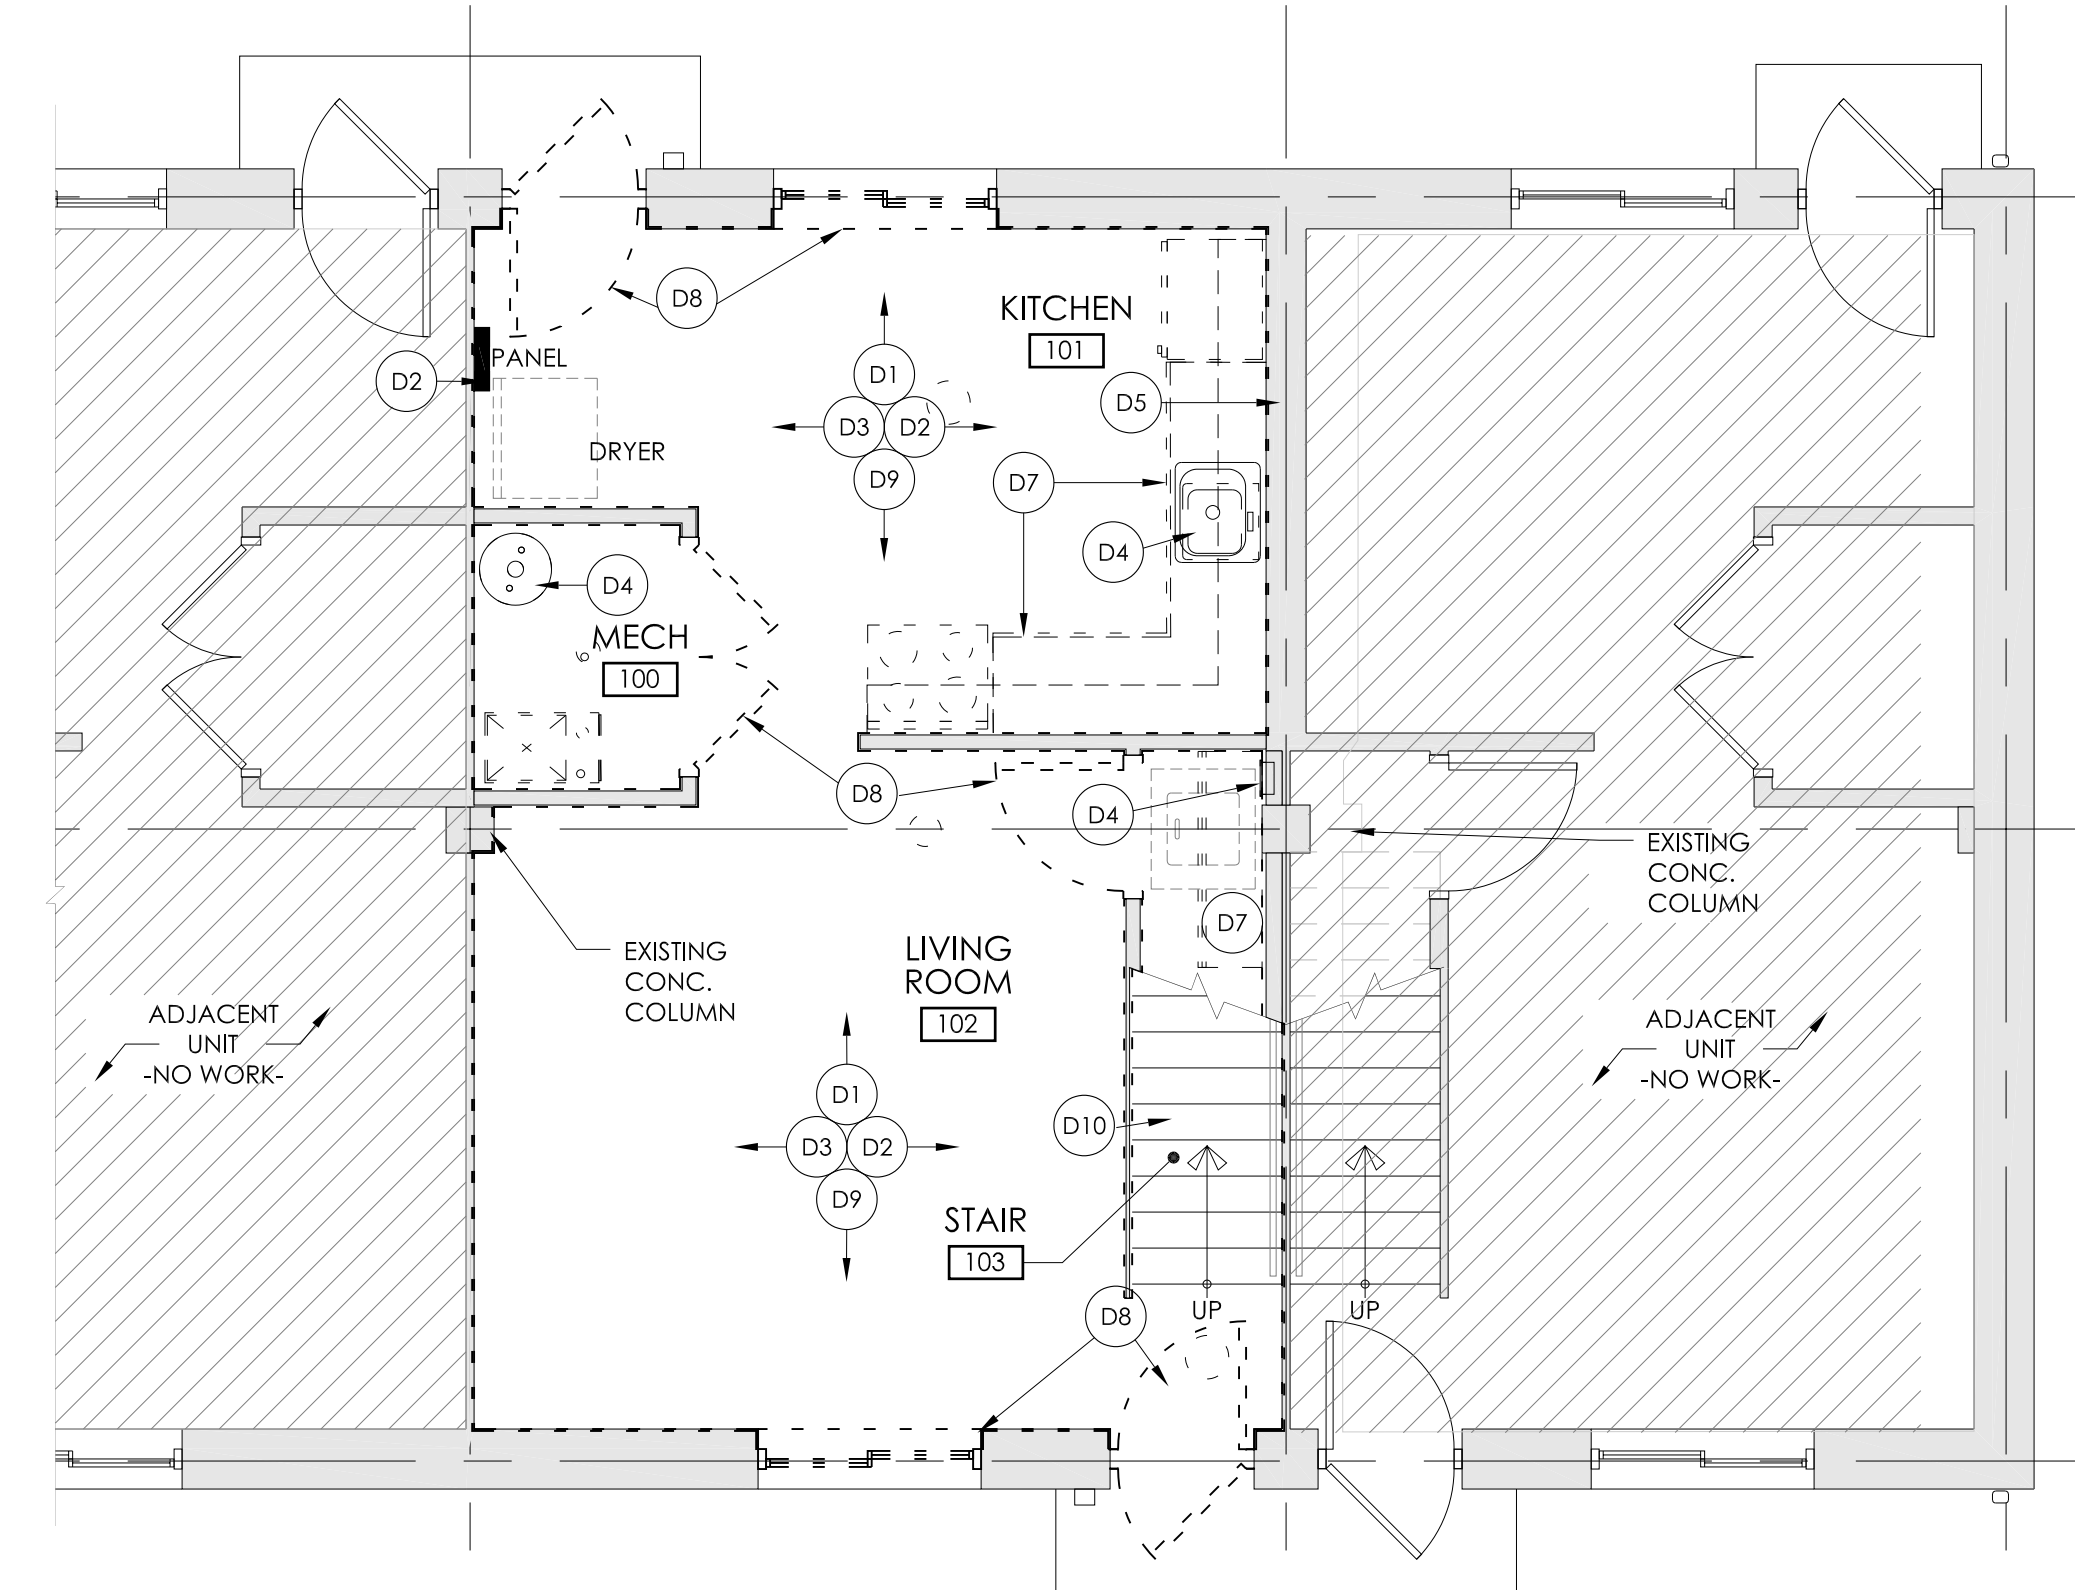 D8
KITCHEN
101
PANEL
D2
D1
D3
D2
D9
D5
DRYER
D7
D4
D4
MECH
100
D8
D4
EXISTING
CONC.
COLUMN
D7
EXISTING
CONC.
COLUMN
LIVING
ROOM
102
ADJACENT
UNIT
-NO WORK-
ADJACENT
UNIT
-NO WORK-
D1
D3
D2
D9
D10
STAIR
103
D8
UP
UP